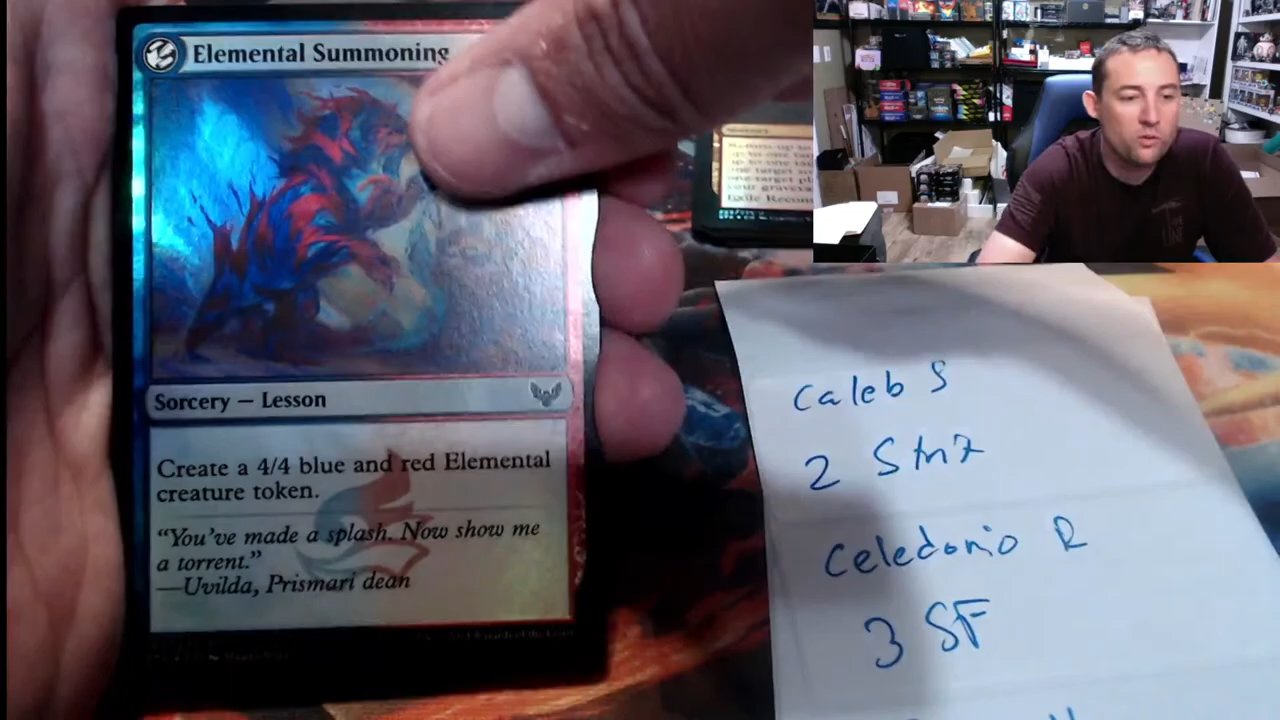 Elemental Summoning
Sorcery — Lesson
Create a 4/4 blue and red Elemental
creature token.
“You’ve made a splash. Now show me
a torrent.”
—Uvilda, Prismari dean
Caleb S
2 Stnx
Celedonio R
3 SF